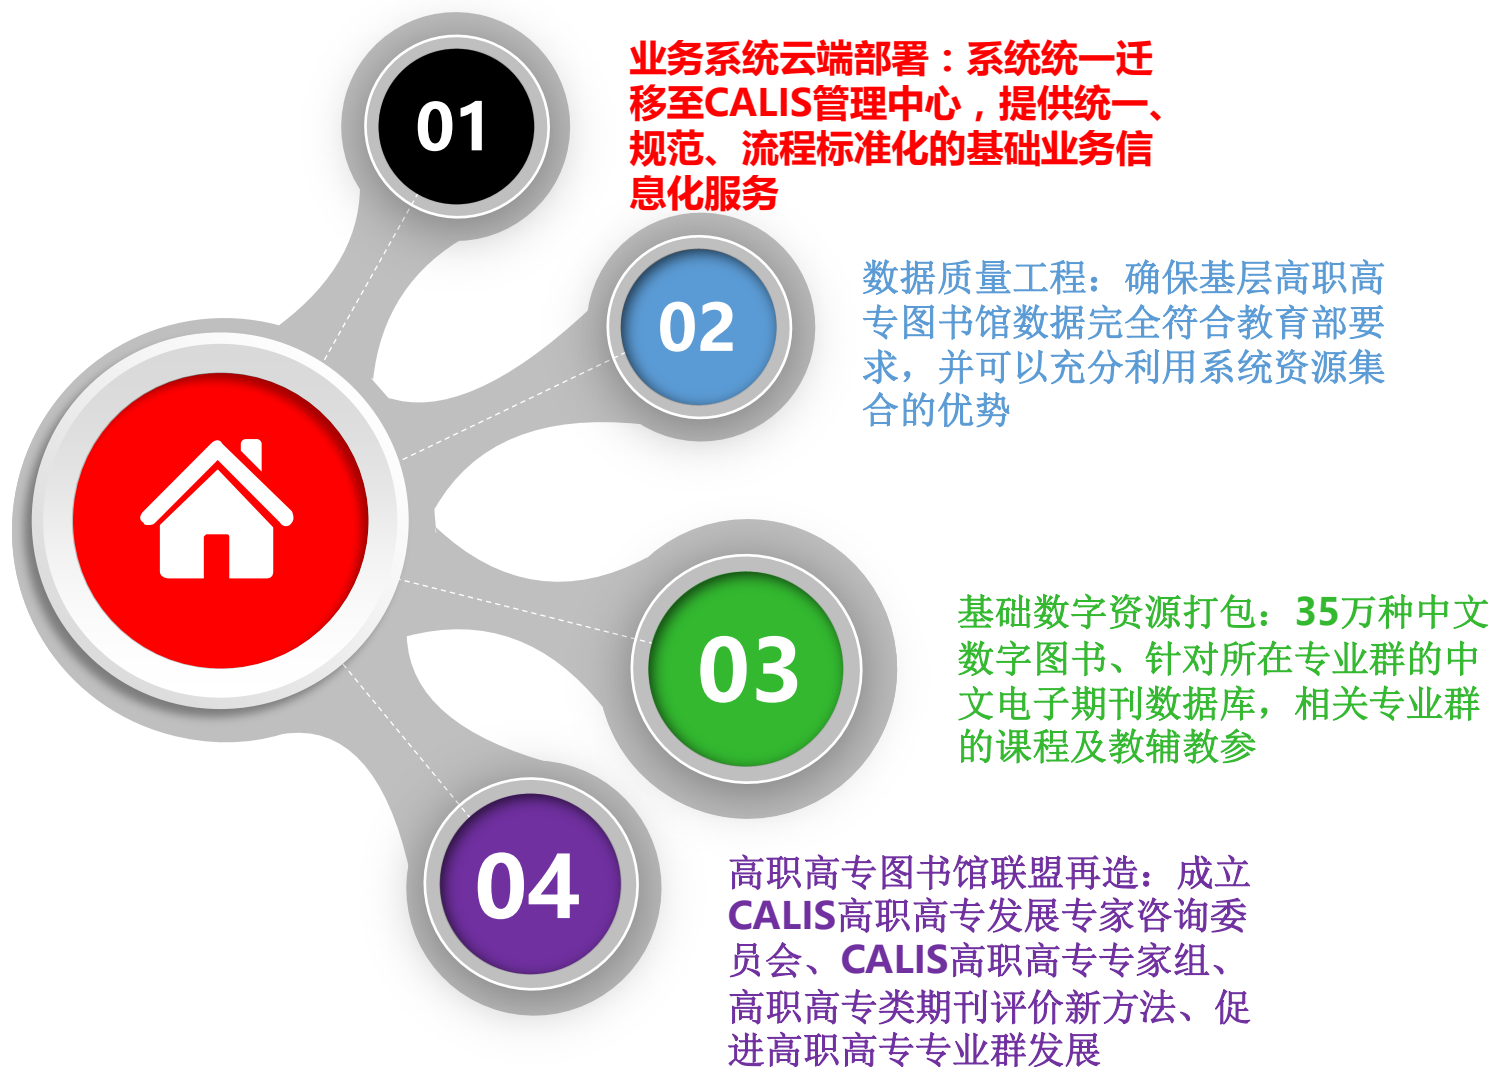 01
业务系统云端部署：系统统一迁
移至CALIS管理中心，提供统一、
规范、流程标准化的基础业务信
息化服务
02
数据质量工程：确保基层高职高
专图书馆数据完全符合教育部要
求，并可以充分利用系统资源集
合的优势
03
基础数字资源打包：35万种中文
数字图书、针对所在专业群的中
文电子期刊数据库，相关专业群
的课程及教辅教参
04
高职高专图书馆联盟再造：成立
CALIS高职高专发展专家咨询委
员会、CALIS高职高专专家组、
高职高专类期刊评价新方法、促
进高职高专专业群发展